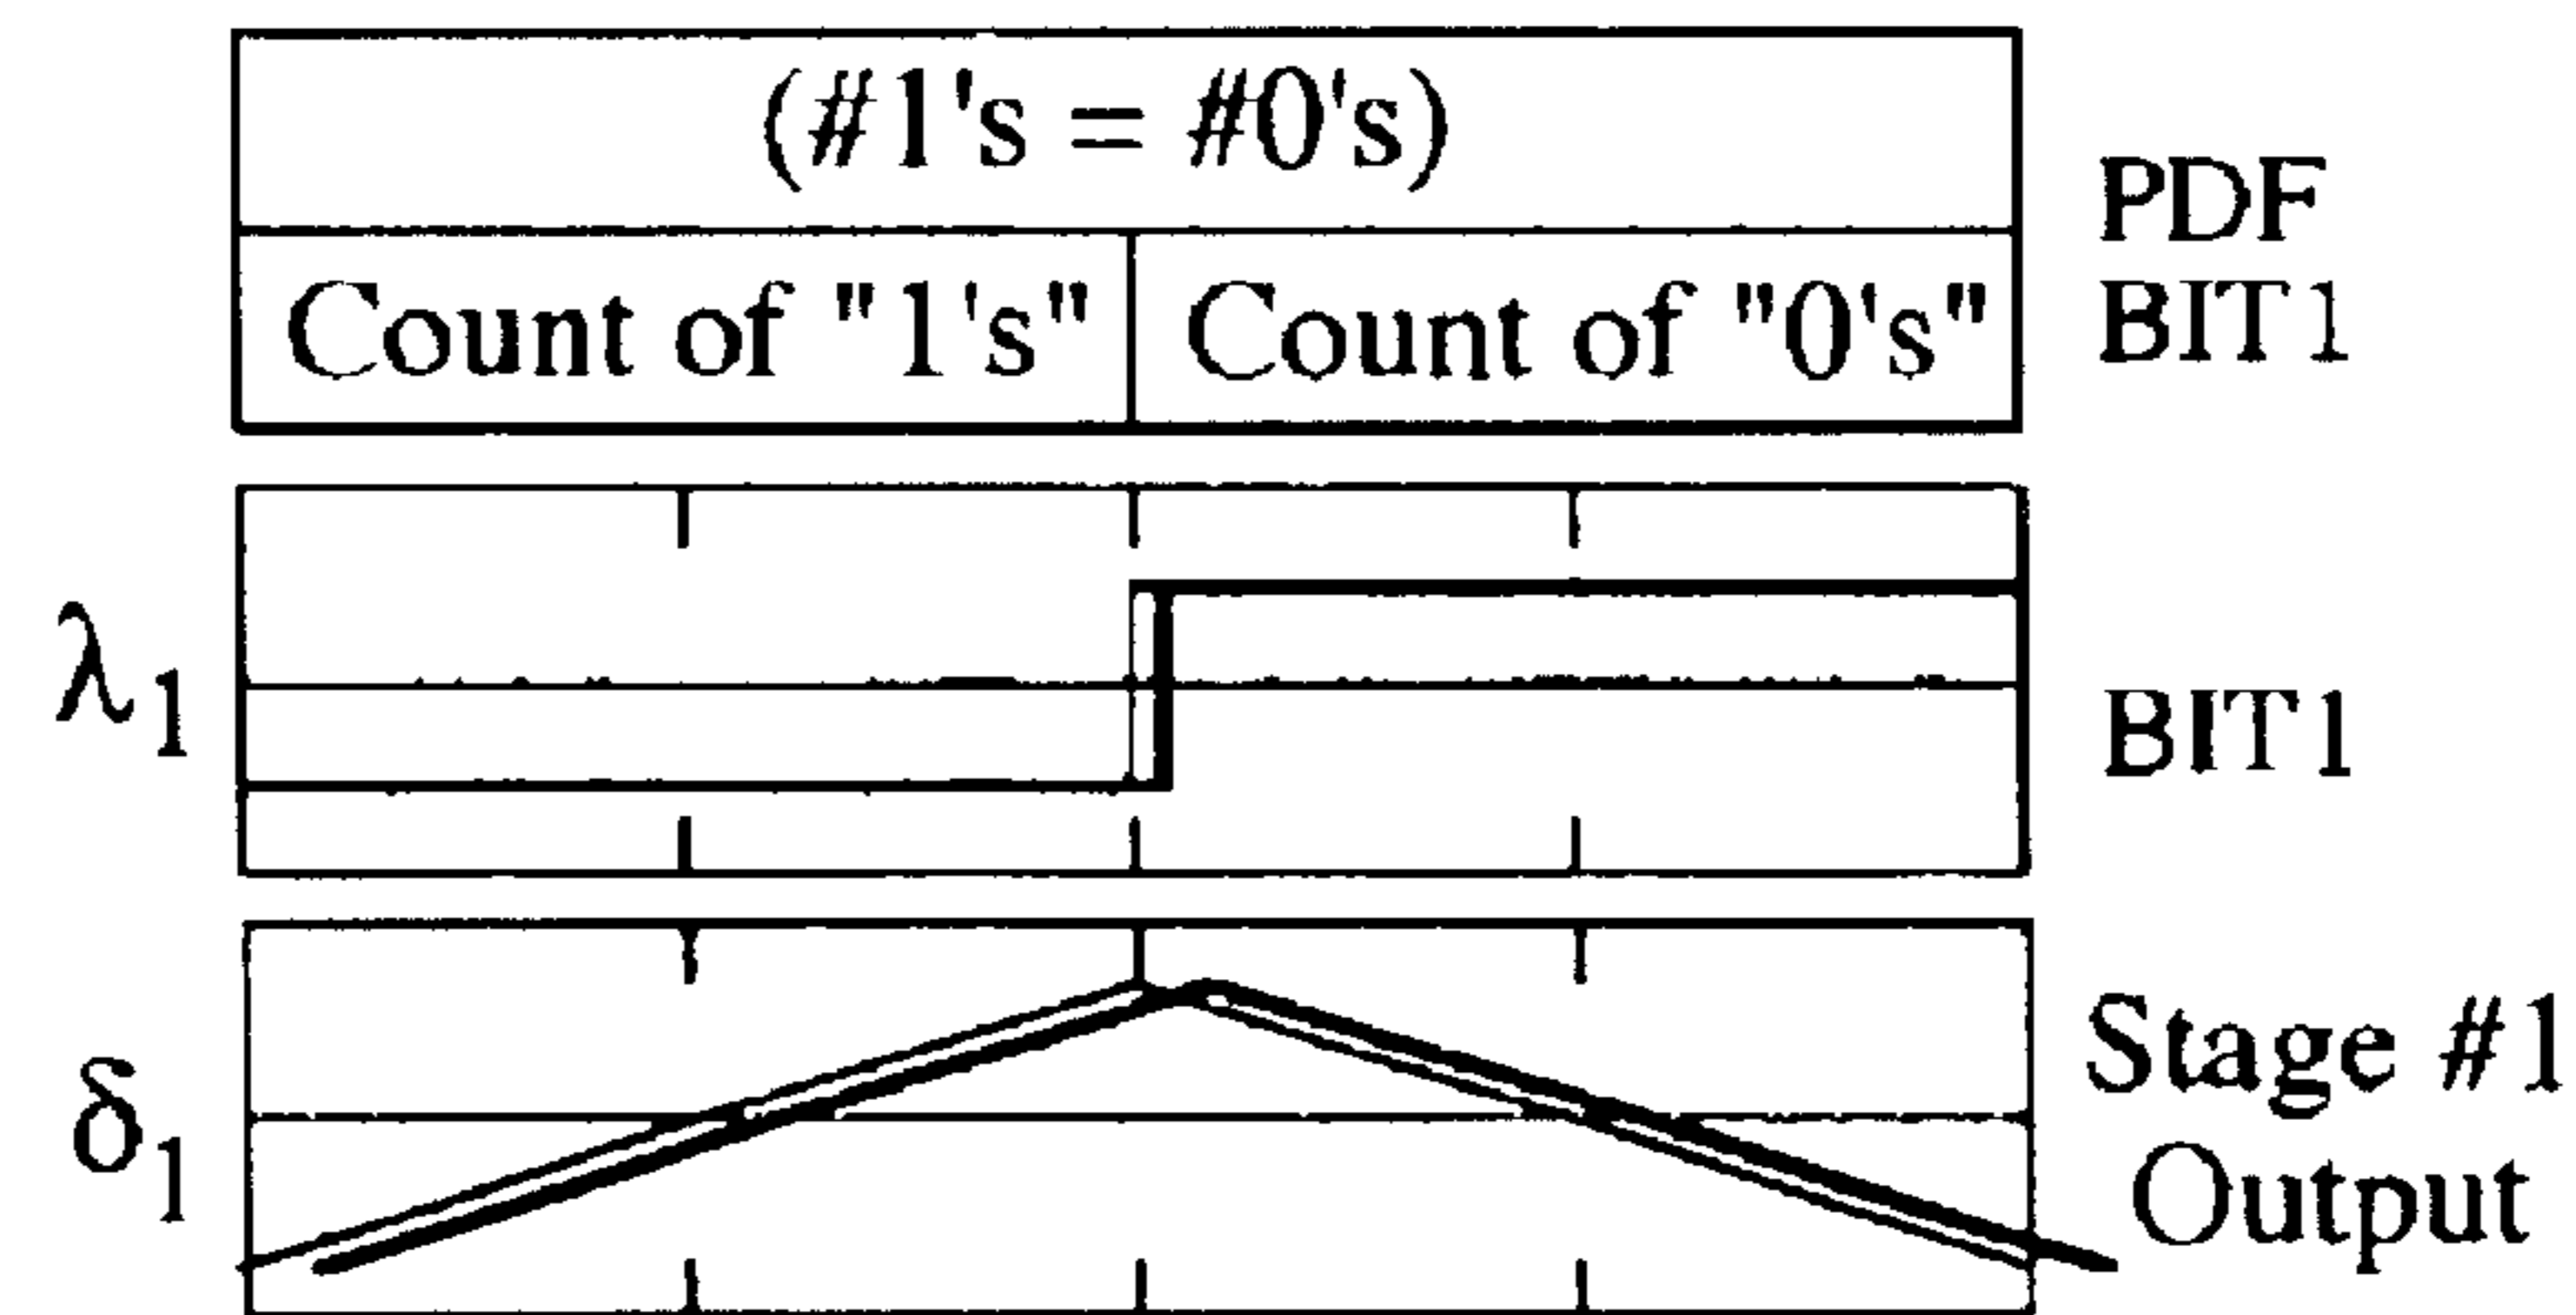 (#1's = #0's)
PDF
BIT1
Count of "1's" Count of "0's"
λ1
BIT1
δ1
Stage #1
Output